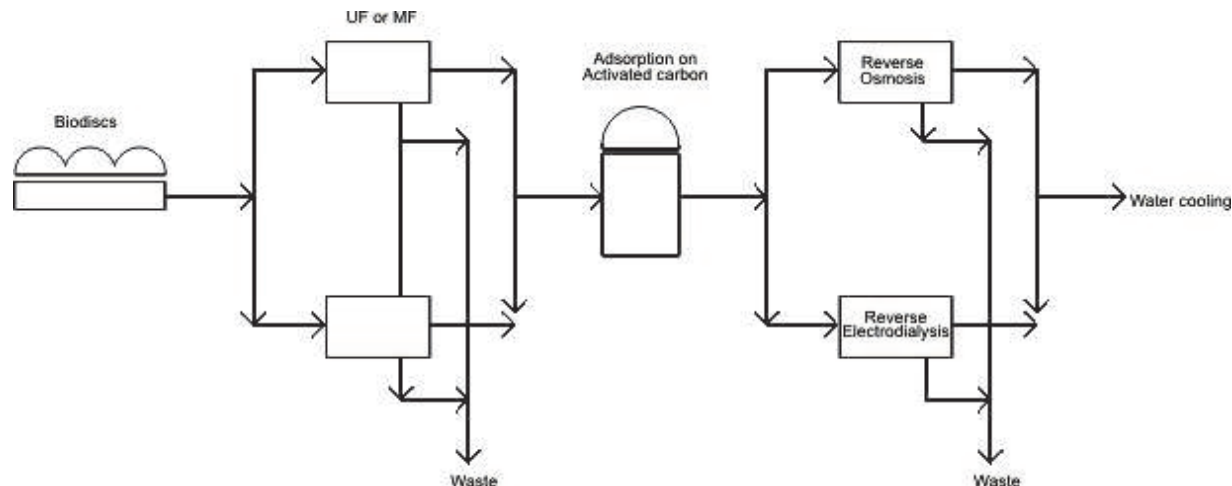 UF or MF
Adsorption on
Activated carbon
Reverse
Osmosis
Biodiscs
Water cooling
Reverse
Electrodialysis
Waste
Waste